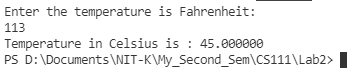 Enter the temperature is Fahrenheit:
113
Temperature in Celsius is : 45.000000
PS D:\Documents\NIT-K\My_Second_Sem\CS111\Lab2>